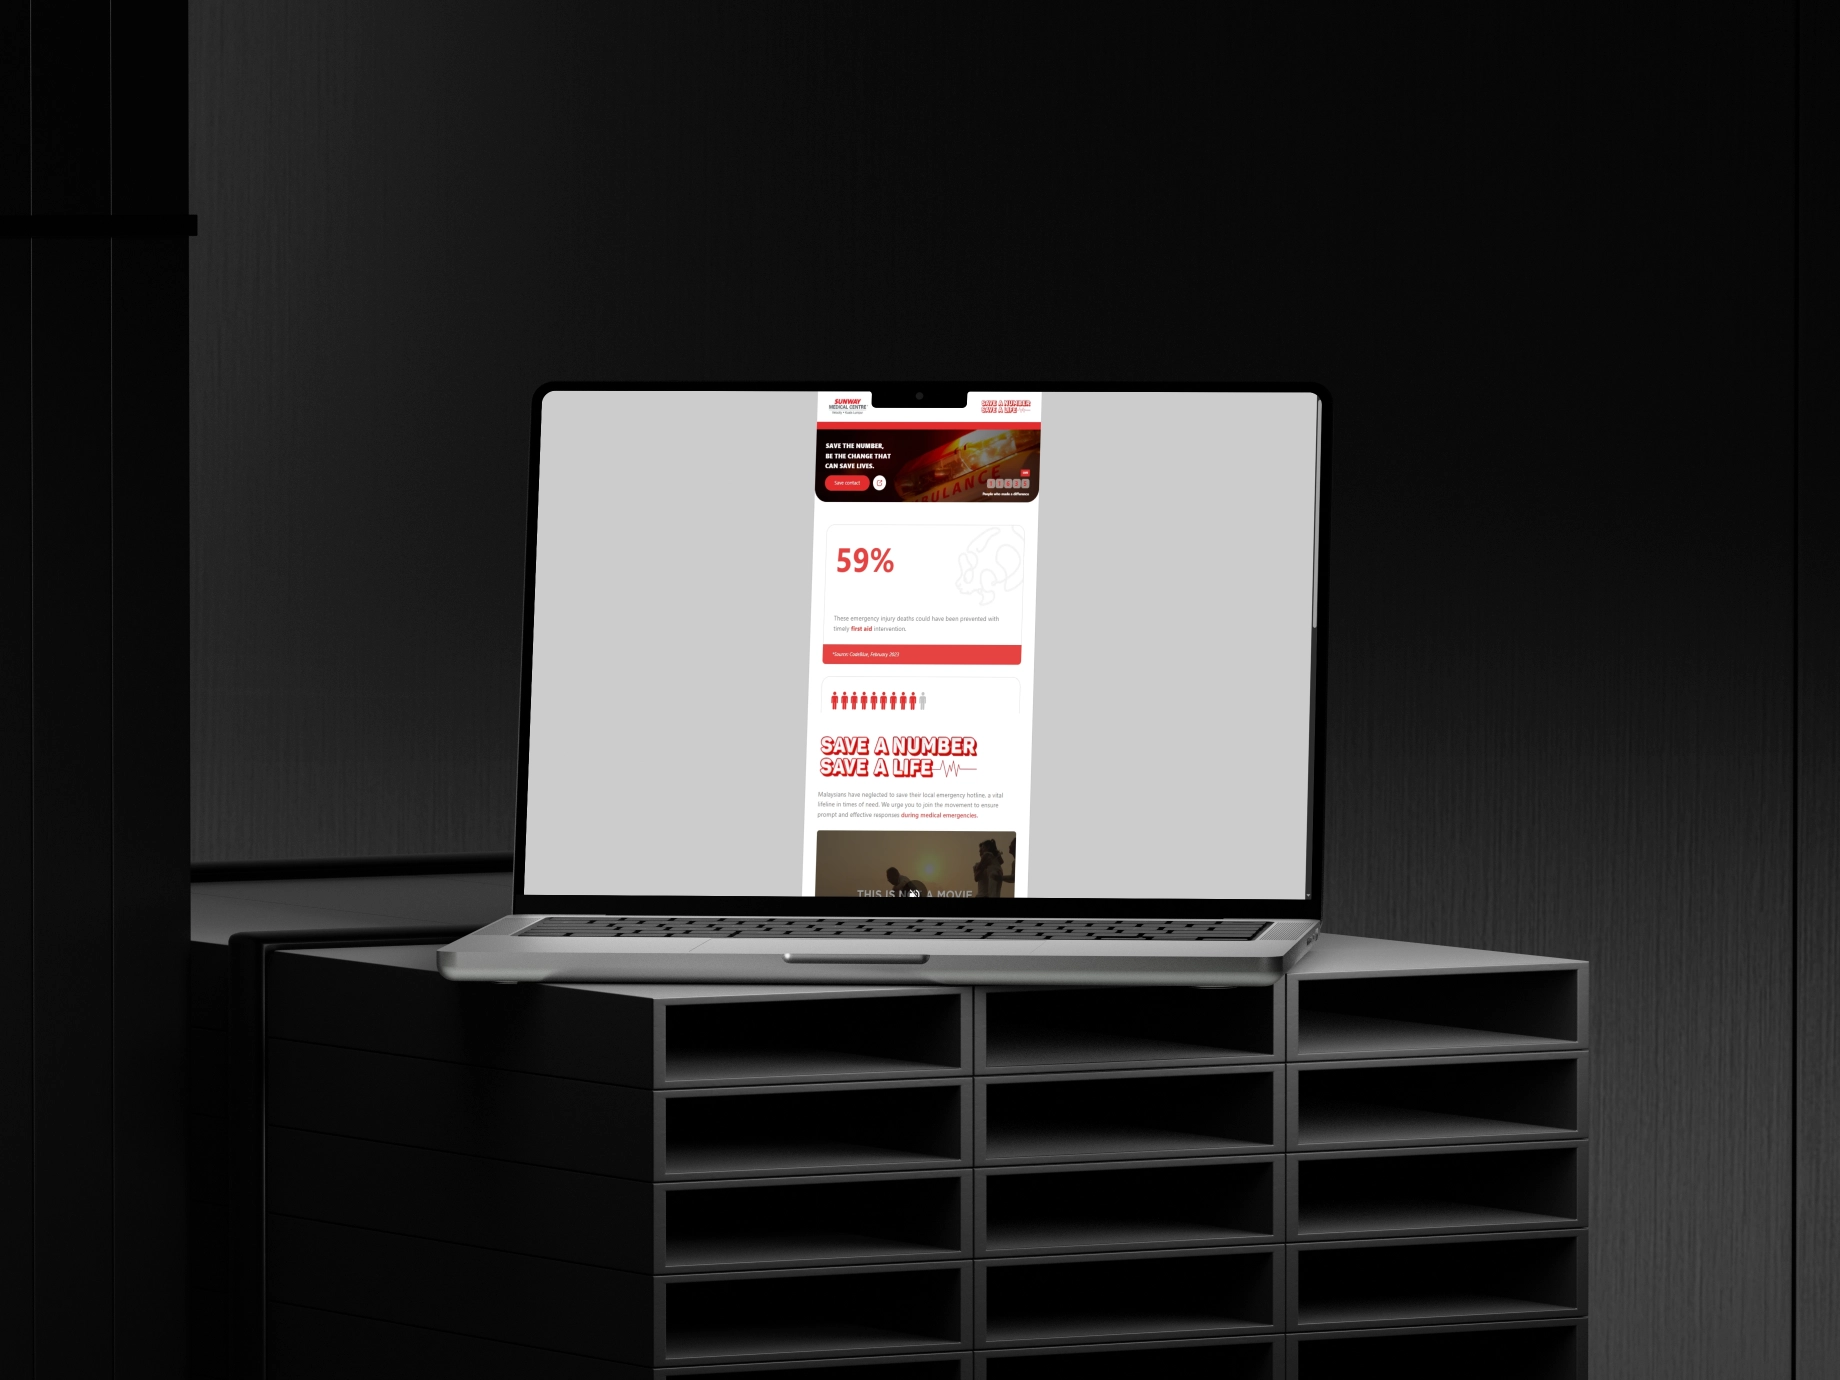 SUNWAY
MEDICAL CENTRE
SAVE A NUMBER
SAVE A LIFE
SAVE THE NUMBER,
BE THE CHANGE THAT
CAN SAVE LIVES.
Save contact
AMBULANCE
People who made a difference
59%
These emergency injury deaths could have been prevented with
timely first aid intervention.
*Source: CodeBlue, February 2023
SAVE A NUMBER
SAVE A LIFE
Malaysians have neglected to save their local emergency hotline, a vital
lifeline in times of need. We urge you to join the movement to ensure
prompt and effective responses during medical emergencies.
THIS IS NOT A MOVIE